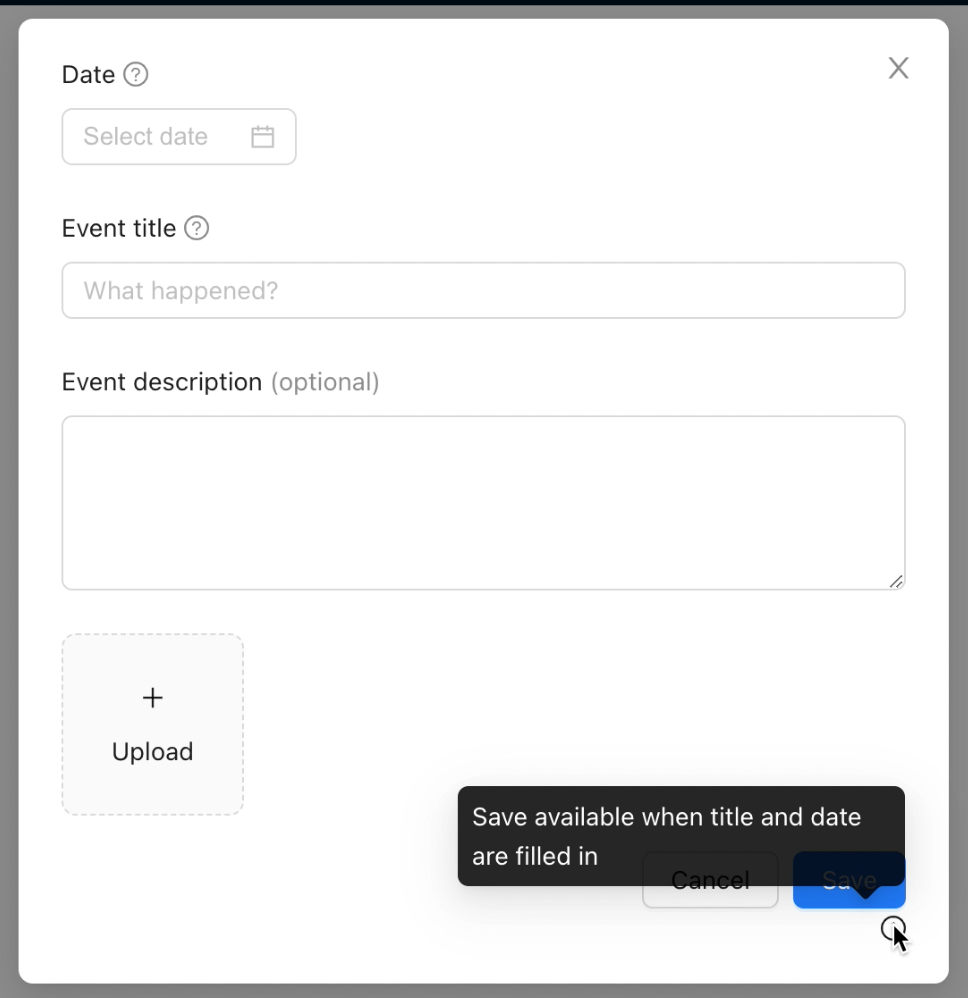 Date
Select date
Event title
What happened?
Event description (optional)
Upload
Save available when title and date
are filled in
Cancel
Save